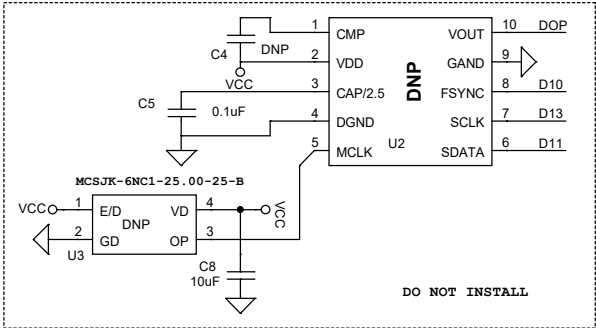 1 CMP VOUT 10 DOP
C4 DNP
2 VDD GAND 9
VCC
DNP
3 CAP/2.5 FSYNC 8 D10
C5 0.1uF
4 DGND SCLK 7 D13
5 MCLK U2 SDATA 6 D11
MCSJK-6NC1-25.00-25-B
VCC 1 E/D VD 4 VCC
DNP
2 GD OP 3
U3
C8
10uF
DO NOT INSTALL